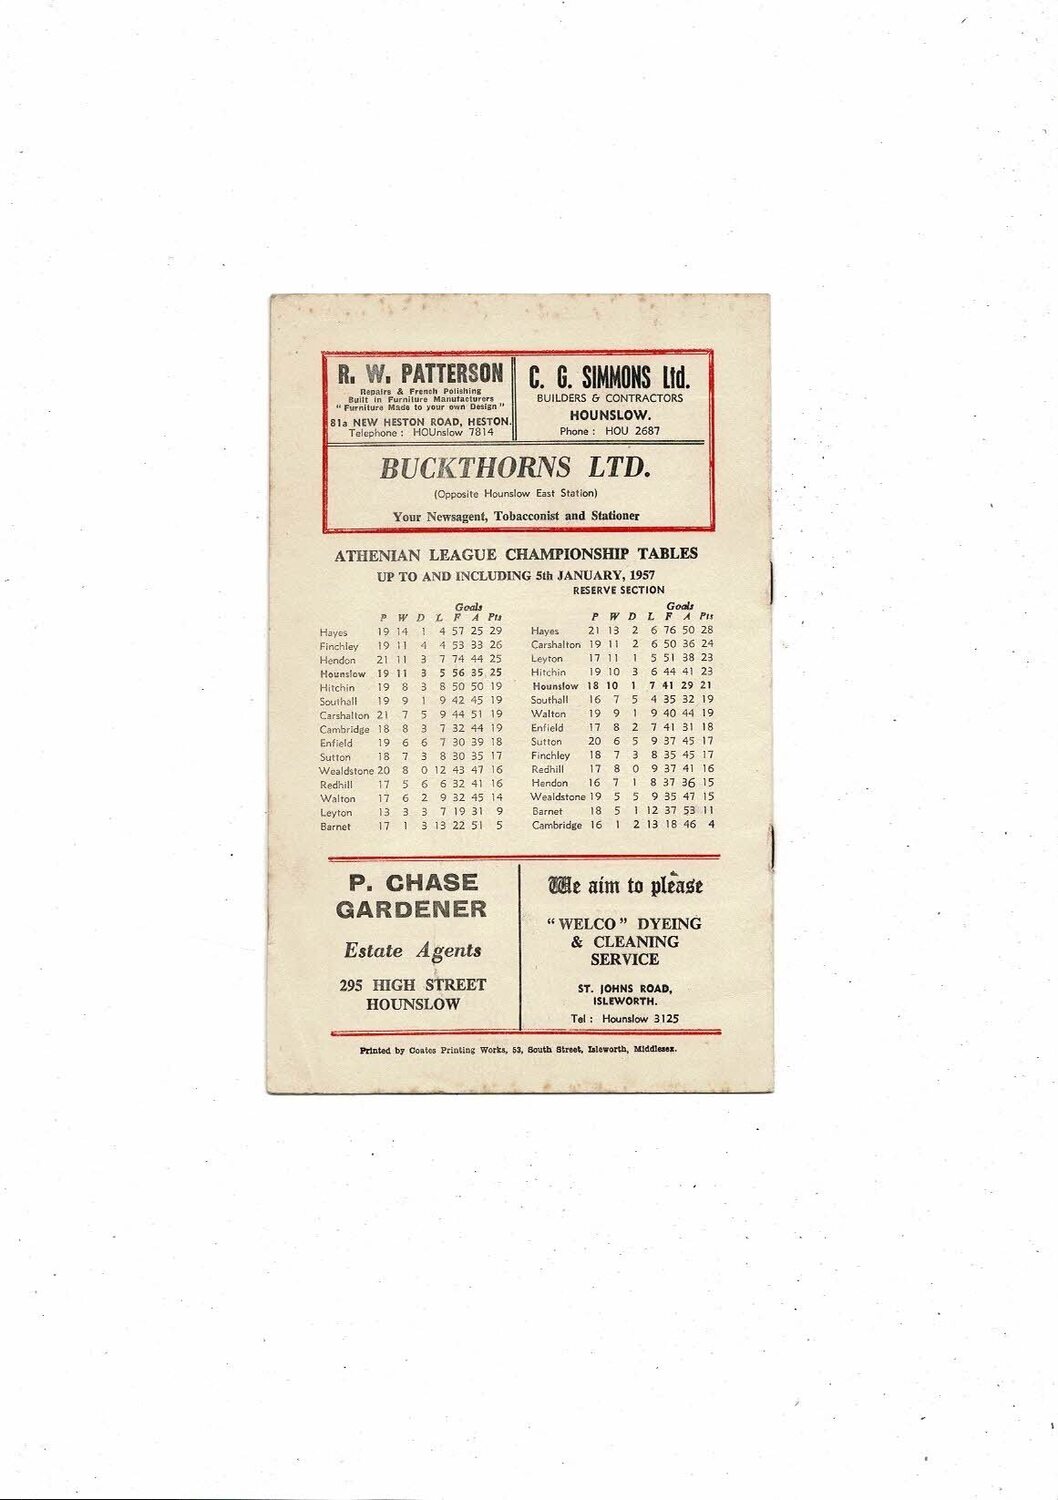 R. W. PATTERSON
Repairs & French Polishing
Built in Furniture Manufacturers
"Furniture Made to your own Design"
81a NEW HESTON ROAD, HESTON.
Telephone : HOUnslow 7814
C. G. SIMMONS Ltd.
BUILDERS & CONTRACTORS
HOUNSLOW.
Phone : HOU 2687
BUCKTHORNS LTD.
(Opposite Hounslow East Station)
Your Newsagent, Tobacconist and Stationer
ATHENIAN LEAGUE CHAMPIONSHIP TABLES
UP TO AND INCLUDING 5th JANUARY, 1957
Goals
P W D L F A Pts
Hayes 19 14 1 4 57 25 29
Finchley 19 11 4 4 53 33 26
Hendon 21 11 3 7 74 44 25
Hounslow 19 11 3 5 56 35 25
Hitchin 19 8 3 8 50 50 19
Southall 19 9 1 9 42 45 19
Carshalton 21 7 5 9 44 51 19
Cambridge 18 8 3 7 32 44 19
Enfield 19 6 6 7 30 39 18
Sutton 18 7 3 8 30 35 17
Wealdstone 20 8 0 12 43 47 16
Redhill 17 5 6 6 32 41 16
Walton 17 6 2 9 32 45 14
Leyton 13 3 3 7 19 31 9
Barnet 17 1 3 13 22 51 5
RESERVE SECTION
Goals
P W D L F A Pts
Hayes 21 13 2 6 76 50 28
Carshalton 19 11 2 6 50 36 24
Leyton 17 11 1 5 51 38 23
Hitchin 19 10 3 6 44 41 23
Hounslow 18 10 1 7 41 29 21
Southall 16 7 5 4 35 32 19
Walton 19 9 1 9 40 44 19
Enfield 17 8 2 7 41 31 18
Sutton 20 6 5 9 37 45 17
Finchley 18 7 3 8 35 45 17
Redhill 17 8 0 9 37 41 16
Hendon 16 7 1 8 37 36 15
Wealdstone 19 5 5 9 35 47 15
Barnet 18 5 1 12 37 53 11
Cambridge 16 1 2 13 18 46 4
P. CHASE
GARDENER
Estate Agents
295 HIGH STREET
HOUNSLOW
We aim to please
"WELCO" DYEING
& CLEANING
SERVICE
ST. JOHNS ROAD,
ISLEWORTH.
Tel : Hounslow 3125
Printed by Coates Printing Works, 53, South Street, Isleworth, Middlesex.